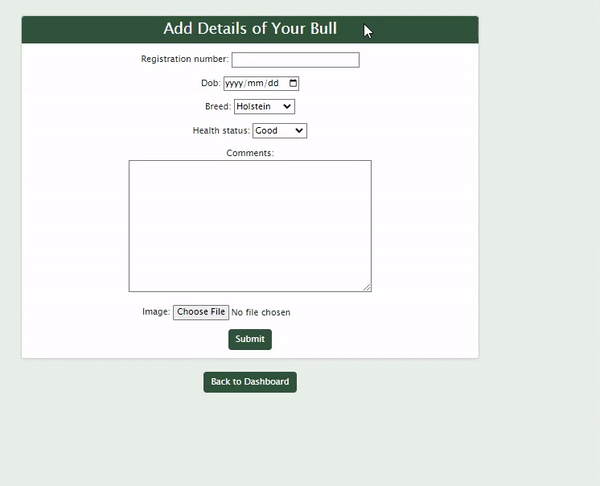 Add Details of Your Bull
Registration number:
Dob: yyyy/mm/dd
Breed: Holstein
Health status: Good
Comments:
Image: Choose File No file chosen
Submit
Back to Dashboard